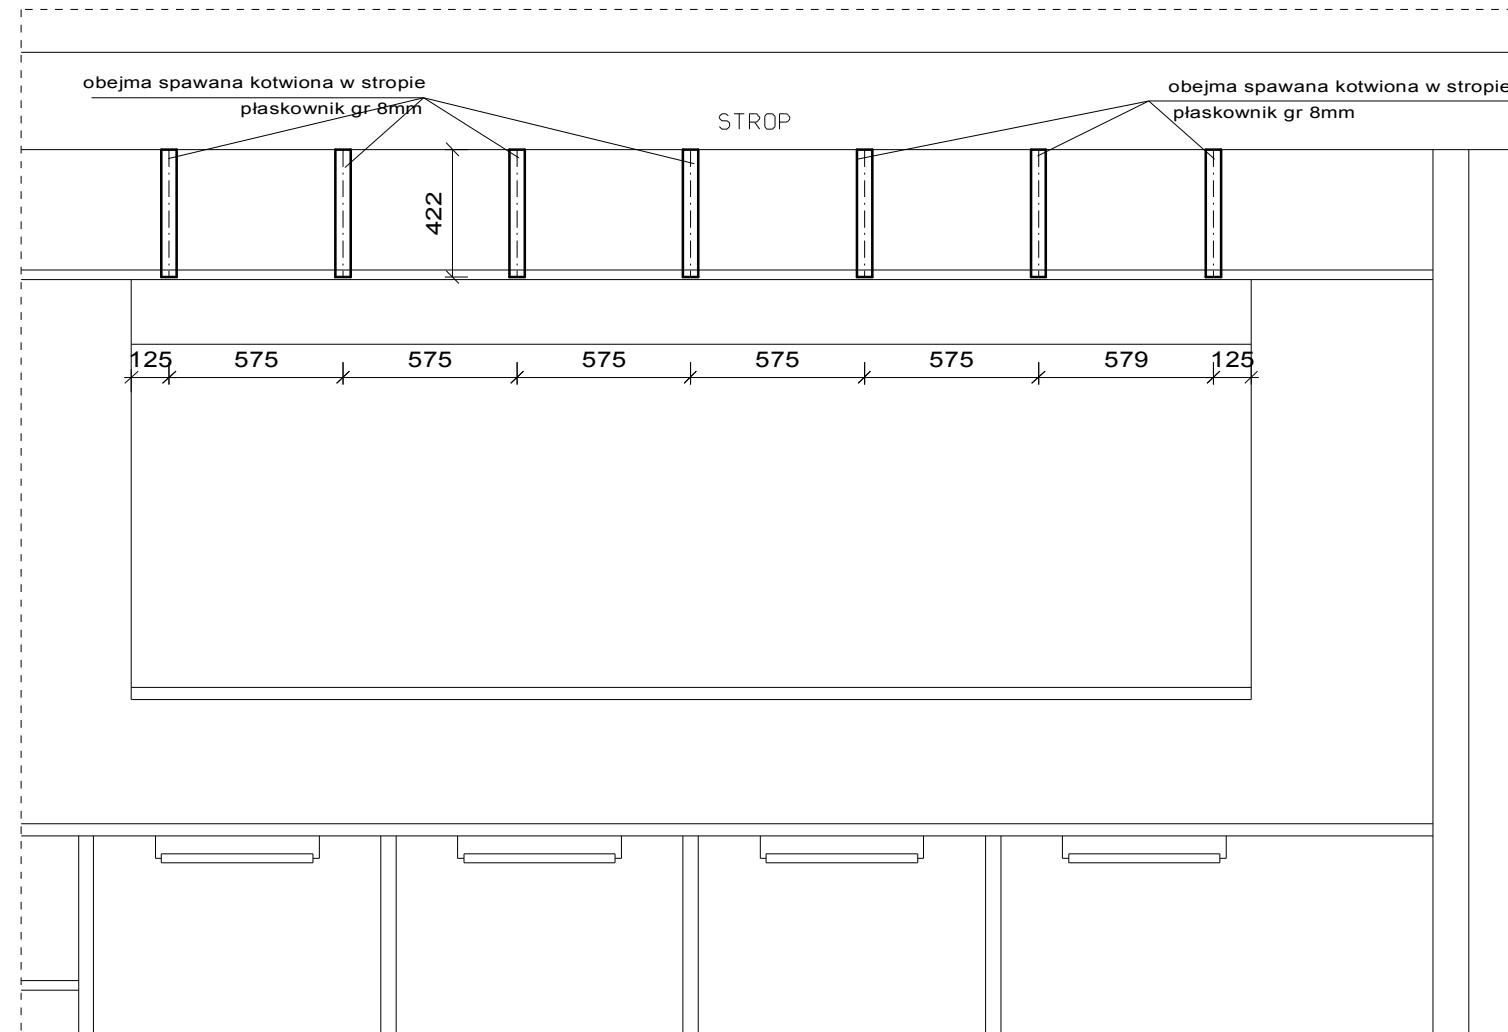 obejma spawana kotwiona w stropie
płaskownik gr 8mm
obejma spawana kotwiona w stropie
płaskownik gr 8mm
STROP
422
125 575 575 575 575 575 579 125